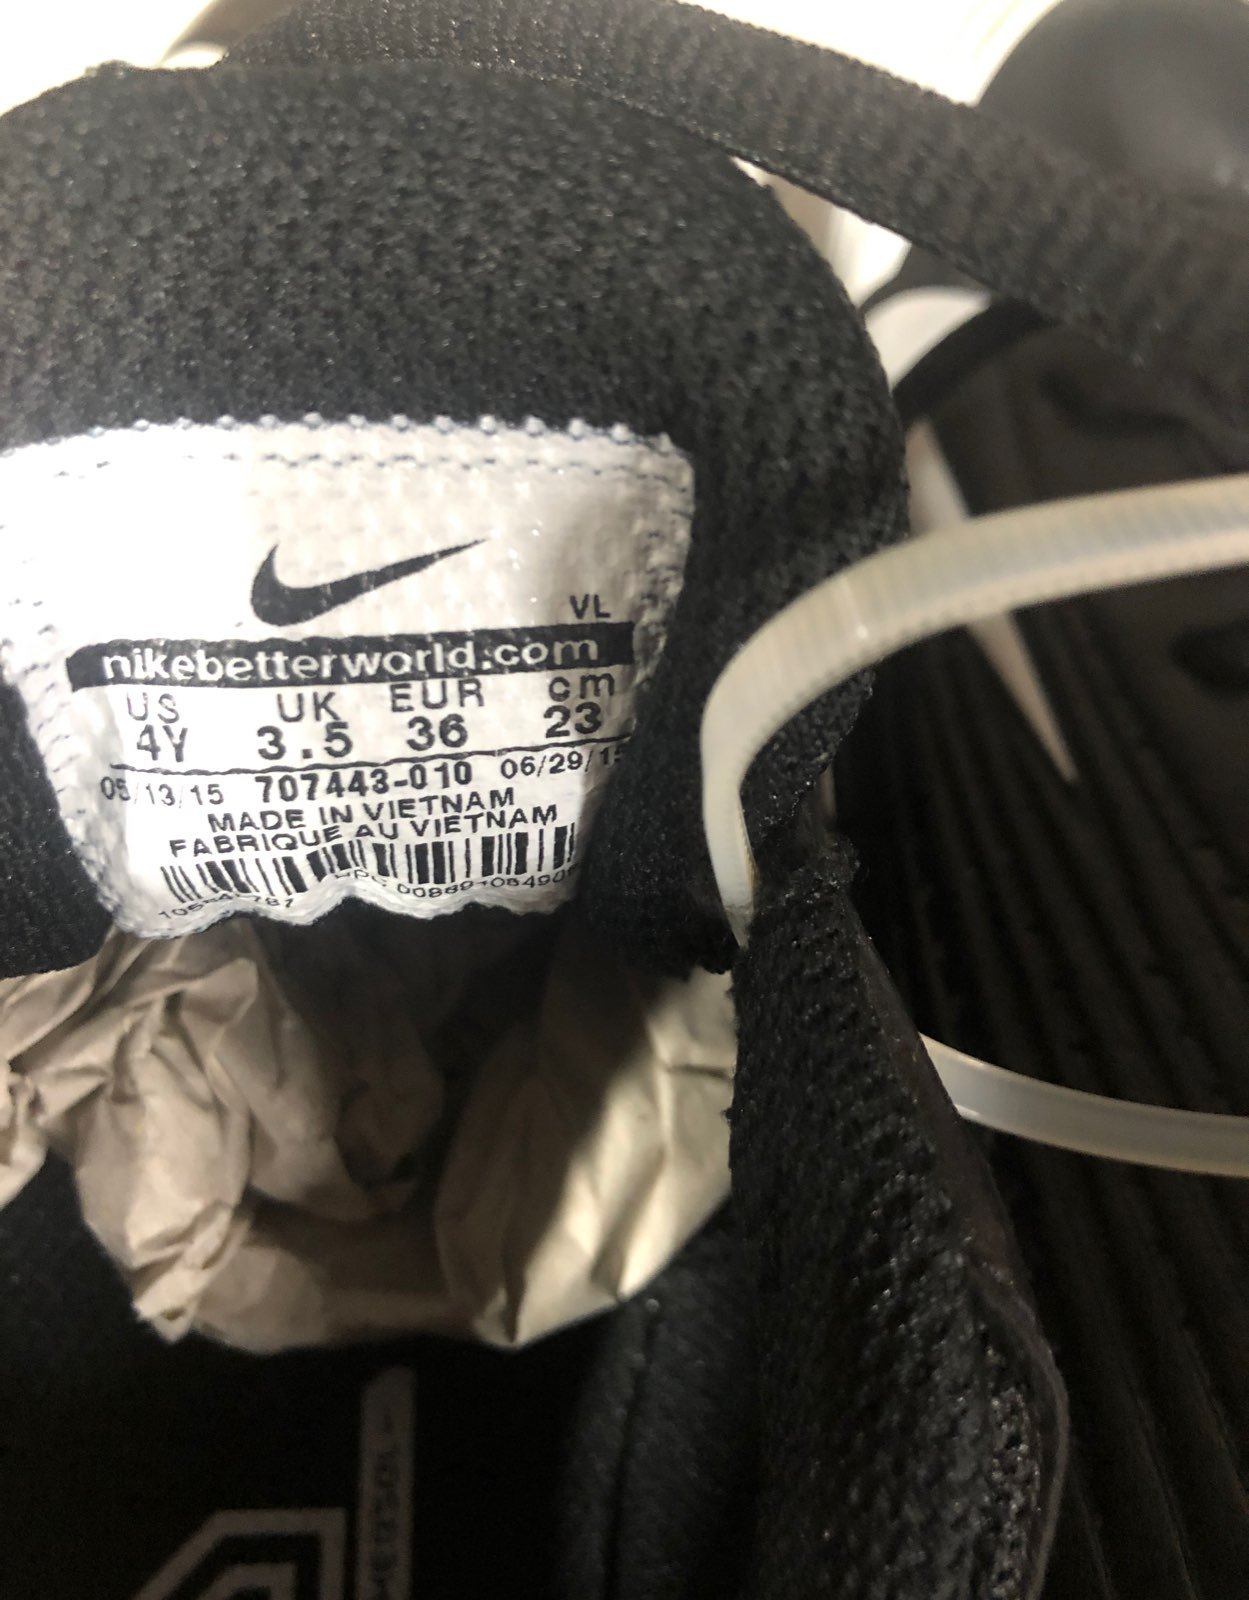 VL
nikebetterworld.com
US UK EUR cm
4Y 3.5 36 23
05/13/15 707443-010 06/29/15
MADE IN VIETNAM
FABRIQUE AU VIETNAM